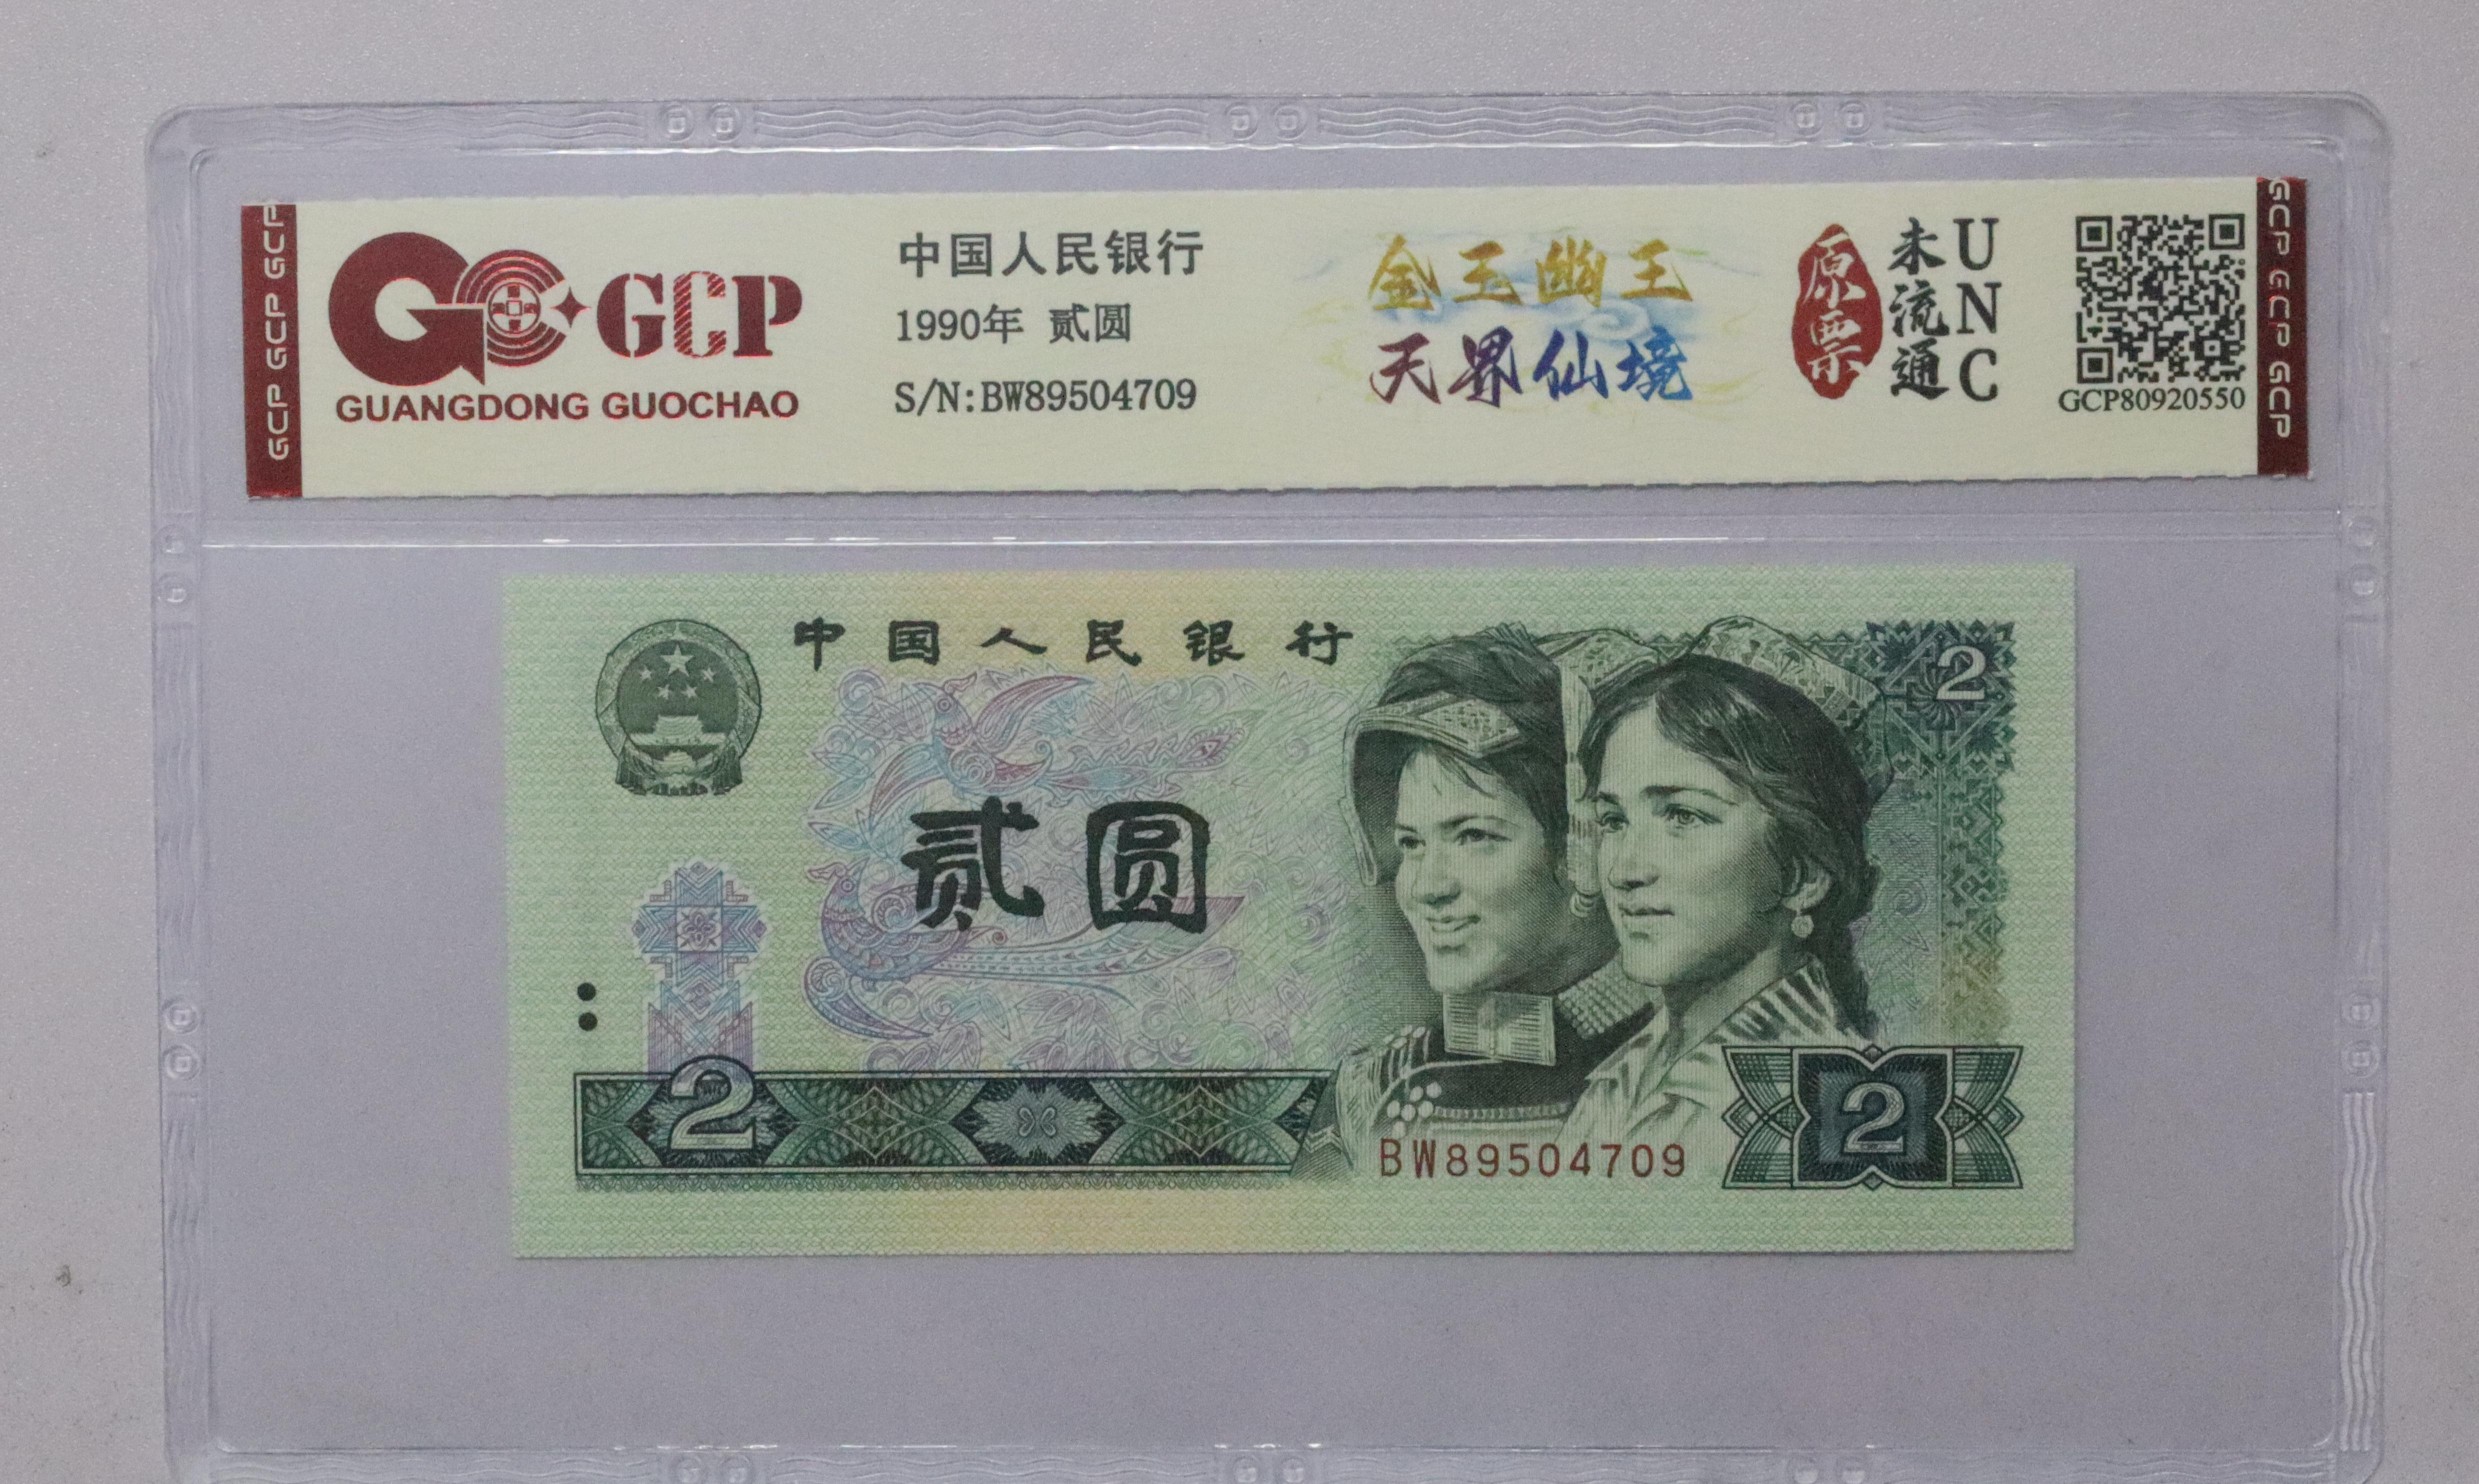 GCP GCP GCP
GCP
GUANGDONG GUOCHAO
中国人民银行
1990年 贰圆
S/N:BW89504709
金玉幽王
天界仙境
原票
未流通
UNC
GCP80920550
GCP GCP GCP
中国人民银行
2
贰圆
2
2
BW89504709